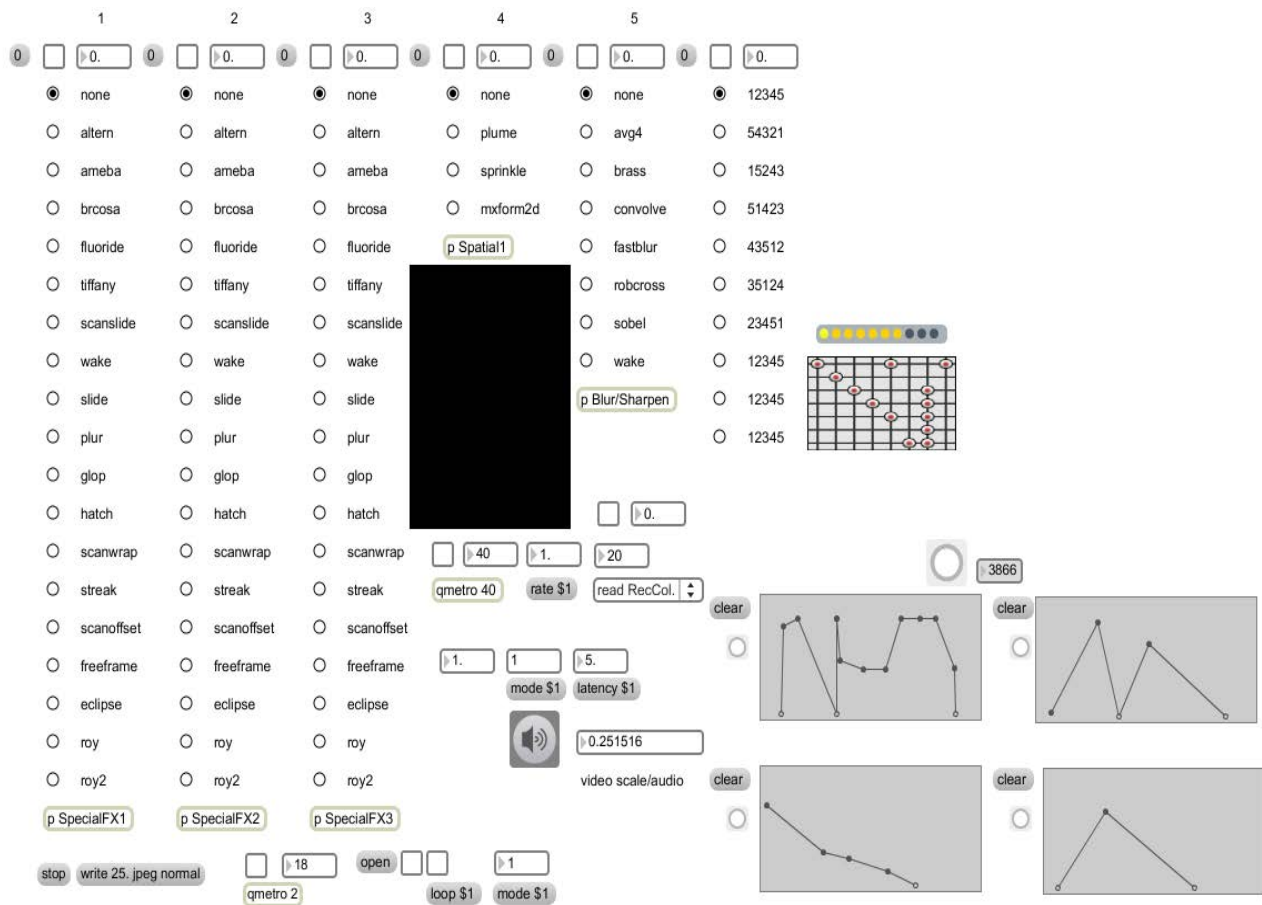 1 2 3 4 5
0 0. 0 0. 0 0. 0 0. 0 0. 0 0.
none none none none none 12345
altern altern altern plume avg4 54321
ameba ameba ameba sprinkle brass 15243
brcosa brcosa brcosa mxform2d convolve 51423
fluoride fluoride fluoride p Spatial1 fastblur 43512
tiffany tiffany tiffany robcross 35124
scanslide scanslide scanslide sobel 23451
wake wake wake wake 12345
slide slide slide p Blur/Sharpen 12345
plur plur plur 12345
glop glop glop
hatch hatch hatch 0.
scanwrap scanwrap scanwrap 40 1. 20 3866
streak streak streak qmetro 40 rate $1 read RecCol. clear clear
scanoffset scanoffset scanoffset
freeframe freeframe freeframe 1. 1 5.
mode $1 latency $1
eclipse eclipse eclipse
roy roy roy 0.251516
roy2 roy2 roy2 video scale/audio clear clear
p SpecialFX1 p SpecialFX2 p SpecialFX3
stop write 25. jpeg normal 18 open 1
qmetro 2 loop $1 mode $1